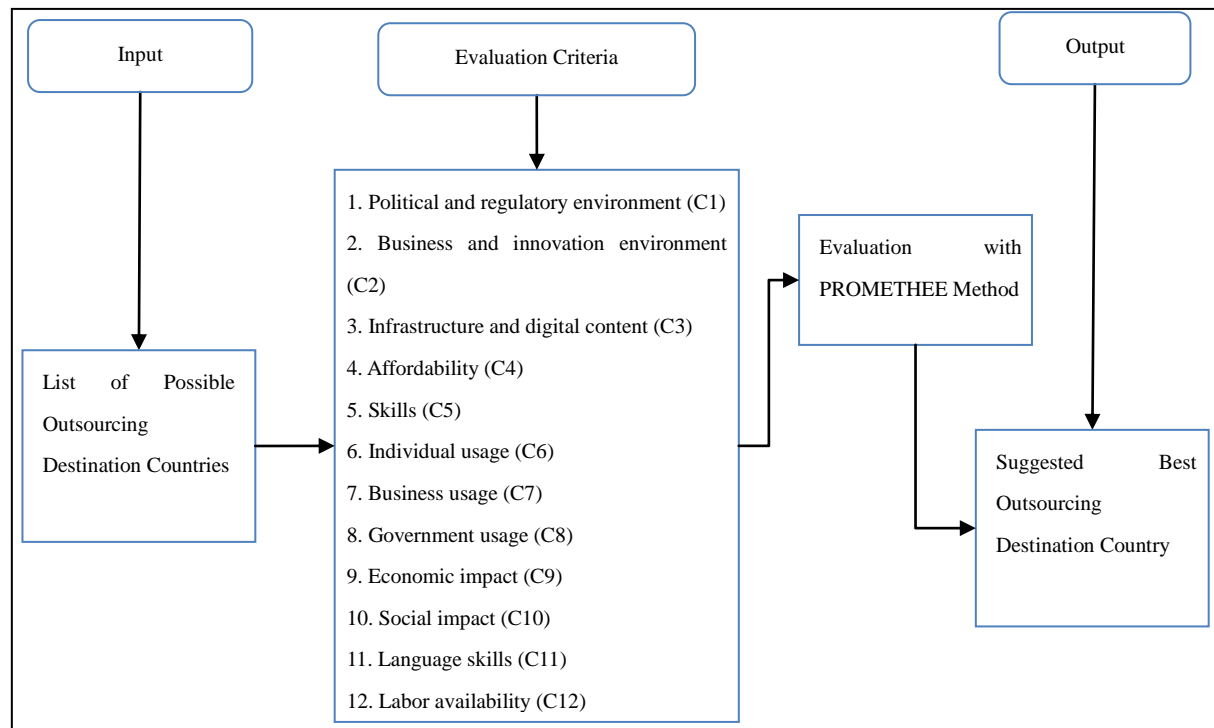 Input
Evaluation Criteria
Output
List of Possible
Outsourcing
Destination Countries
1. Political and regulatory environment (C1)
2. Business and innovation environment
(C2)
3. Infrastructure and digital content (C3)
4. Affordability (C4)
5. Skills (C5)
6. Individual usage (C6)
7. Business usage (C7)
8. Government usage (C8)
9. Economic impact (C9)
10. Social impact (C10)
11. Language skills (C11)
12. Labor availability (C12)
Evaluation with
PROMETHEE Method
Suggested Best
Outsourcing
Destination Country